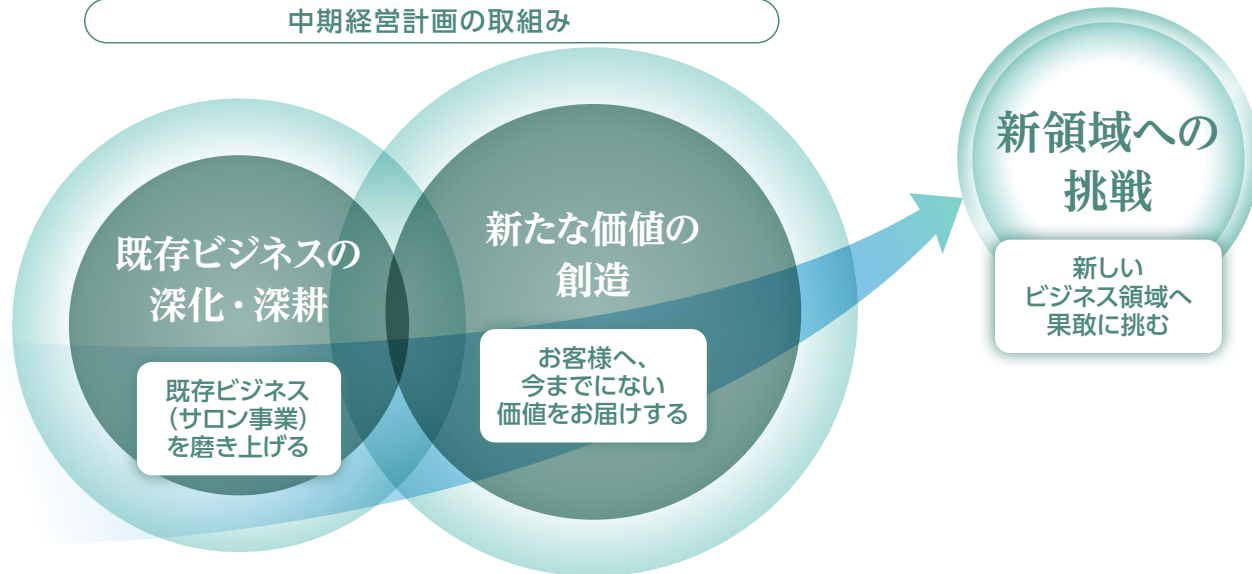 中期経営計画の取組み
既存ビジネスの
深化・深耕
既存ビジネス
(サロン事業)
を磨き上げる
新たな価値の
創造
お客様へ、
今までにない
価値をお届けする
新領域への
挑戦
新しい
ビジネス領域へ
果敢に挑む